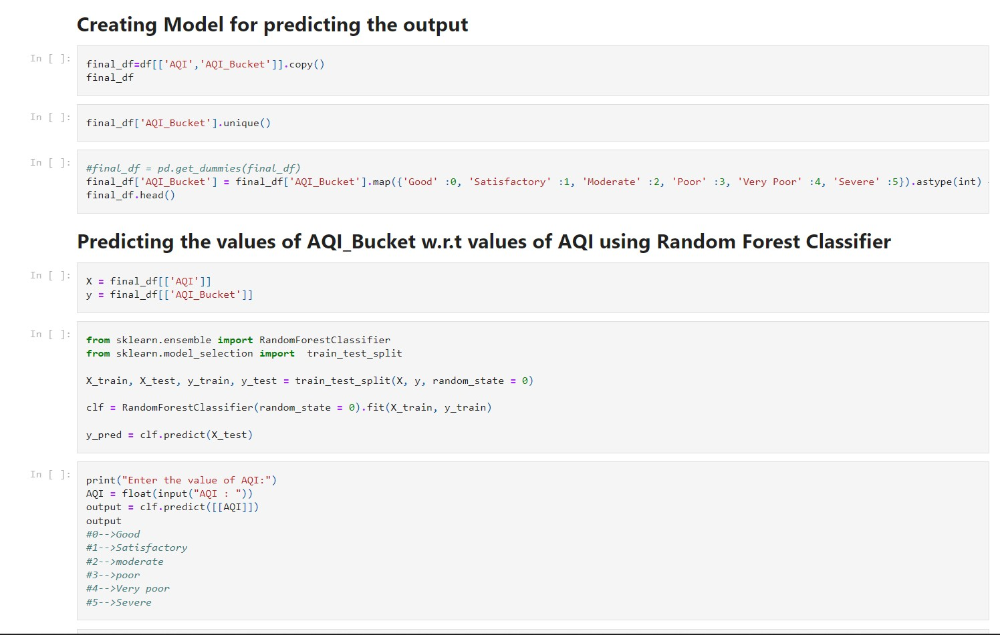 Creating Model for predicting the output
In [ ]:
final_df=df[['AQI','AQI_Bucket']].copy()
final_df
In [ ]:
final_df['AQI_Bucket'].unique()
In [ ]:
#final_df = pd.get_dummies(final_df)
final_df['AQI_Bucket'] = final_df['AQI_Bucket'].map({'Good' :0, 'Satisfactory' :1, 'Moderate' :2, 'Poor' :3, 'Very Poor' :4, 'Severe' :5}).astype(int)
final_df.head()
Predicting the values of AQI_Bucket w.r.t values of AQI using Random Forest Classifier
In [ ]:
X = final_df[['AQI']]
y = final_df[['AQI_Bucket']]
In [ ]:
from sklearn.ensemble import RandomForestClassifier
from sklearn.model_selection import  train_test_split
X_train, X_test, y_train, y_test = train_test_split(X, y, random_state = 0)
clf = RandomForestClassifier(random_state = 0).fit(X_train, y_train)
y_pred = clf.predict(X_test)
In [ ]:
print("Enter the value of AQI:")
AQI = float(input("AQI : "))
output = clf.predict([[AQI]])
output
#0-->Good
#1-->Satisfactory
#2-->moderate
#3-->poor
#4-->Very poor
#5-->Severe